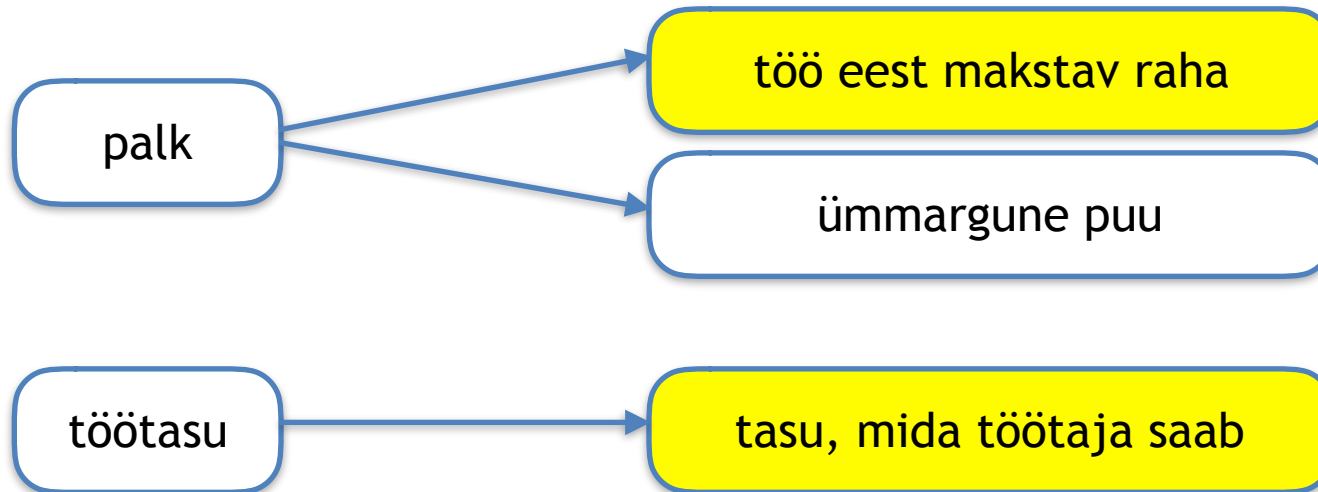 töö eest makstav raha
palk
ümmargune puu
töötasu
tasu, mida töötaja saab